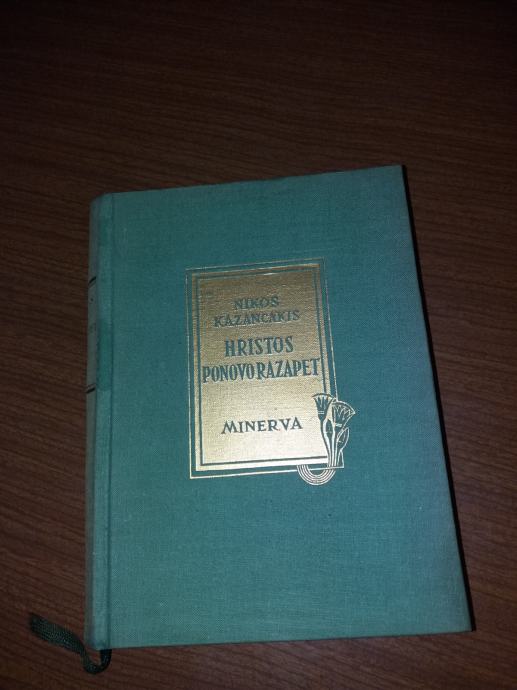 NIKOS
KAZANCAKIS
HRISTOS
PONOVO RAZAPET
MINERVA